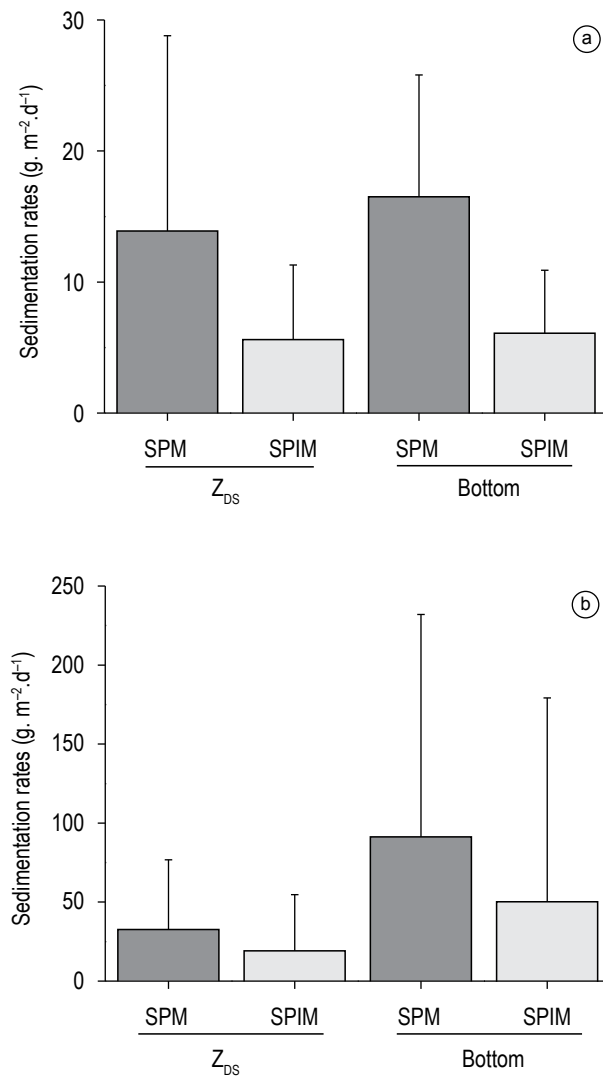 ⓐ
30
20
10
0
Sedimentation rates (g. m⁻².d⁻¹)
SPM SPIM SPM SPIM
Z_DS Bottom
ⓑ
250
200
150
100
50
0
Sedimentation rates (g. m⁻².d⁻¹)
SPM SPIM SPM SPIM
Z_DS Bottom